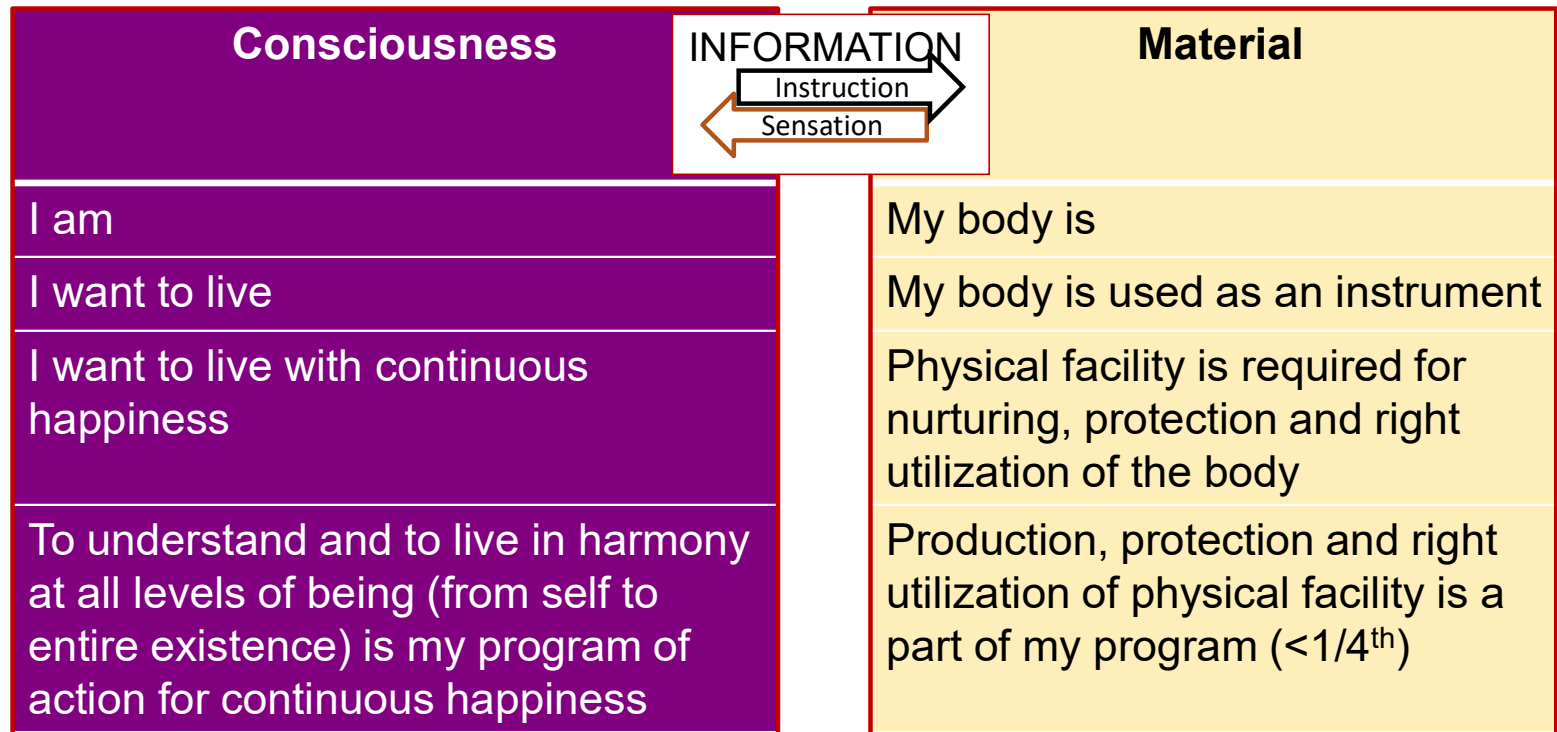 Consciousness
INFORMATION
Instruction
Sensation
Material
I am
My body is
I want to live
My body is used as an instrument
I want to live with continuous
happiness
Physical facility is required for
nurturing, protection and right
utilization of the body
To understand and to live in harmony
at all levels of being (from self to
entire existence) is my program of
action for continuous happiness
Production, protection and right
utilization of physical facility is a
part of my program (<1/4th)